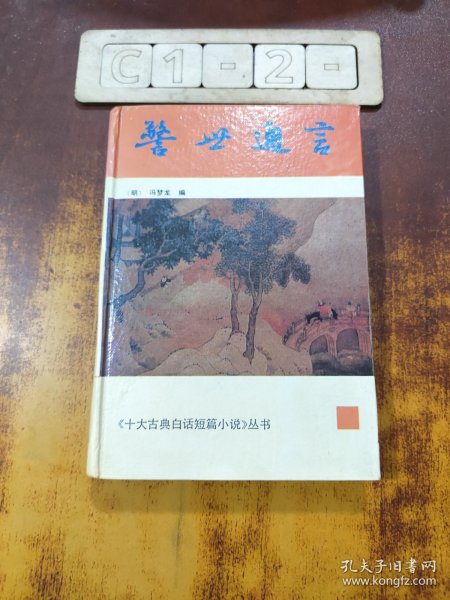 C1-2-
警世通言
〔明〕 冯梦龙 编
《十大古典白话短篇小说》丛书
孔夫子旧书网
www.kongfz.com